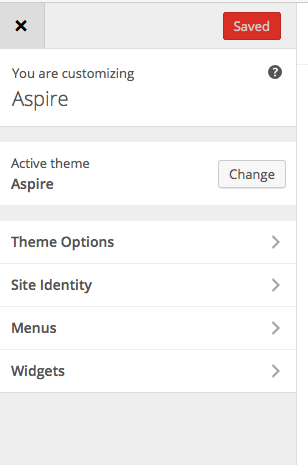 Saved
You are customizing
Aspire
Active theme
Aspire
Change
Theme Options
Site Identity
Menus
Widgets